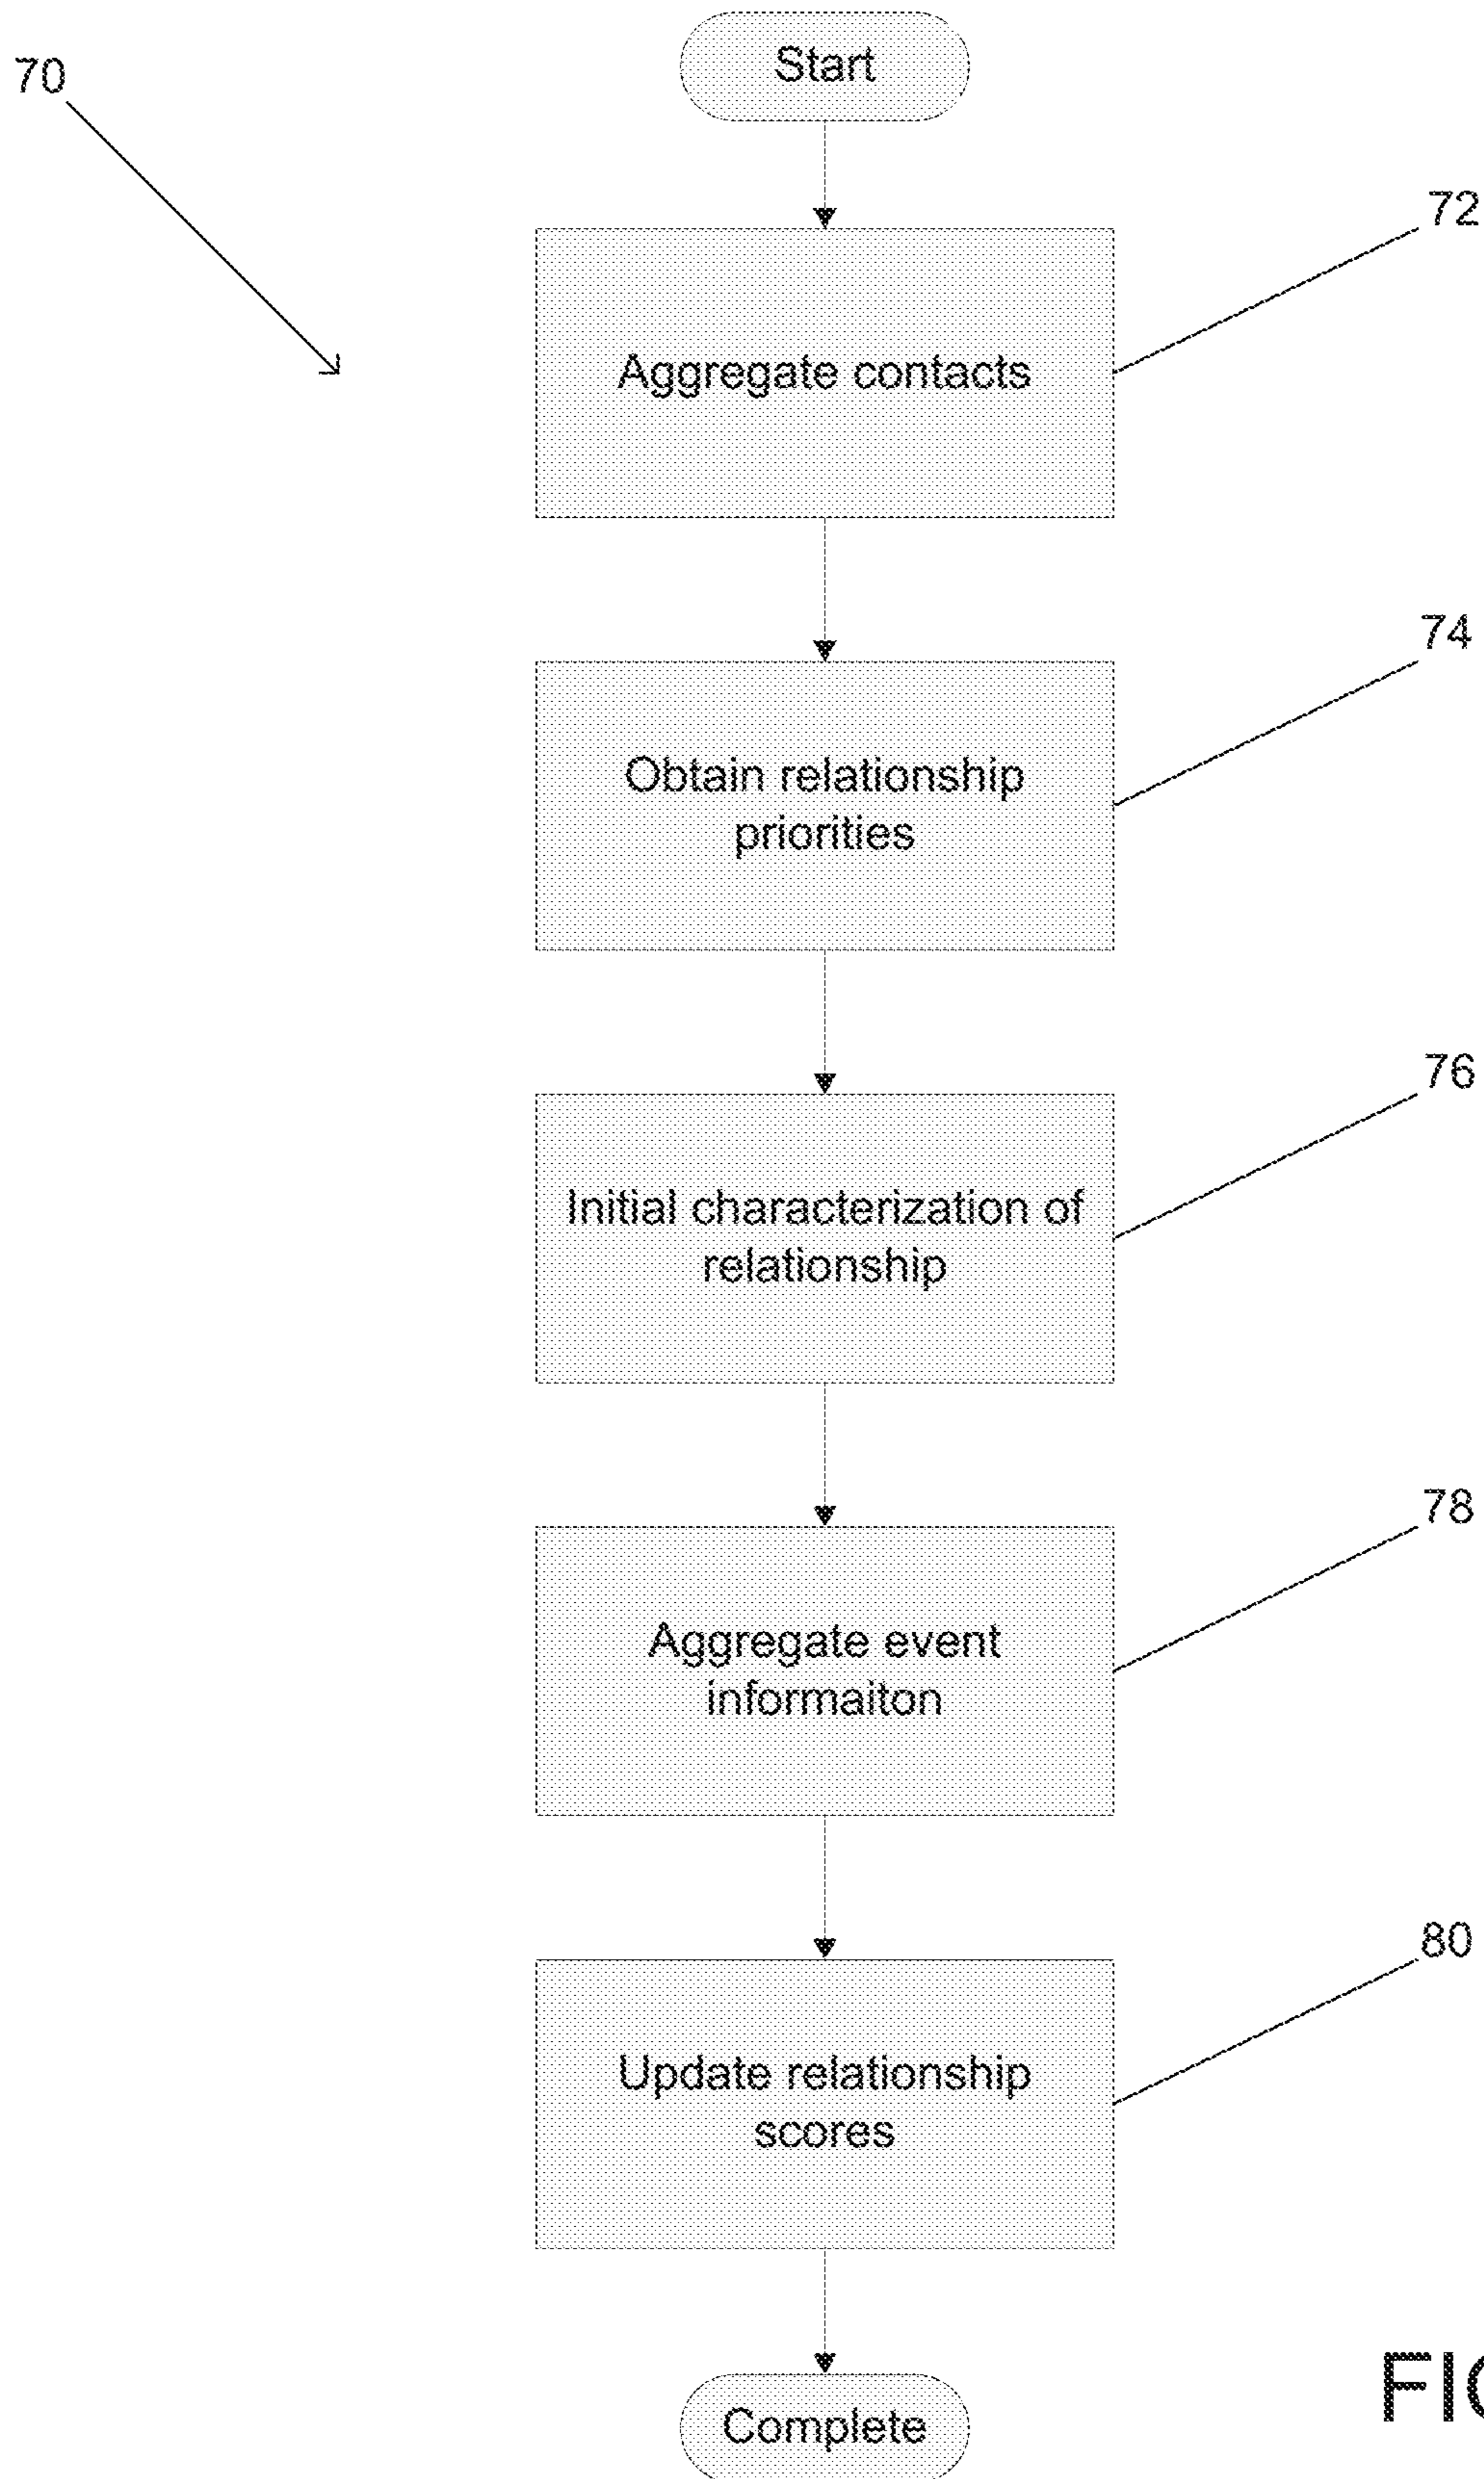 Start
70
72
Aggregate contacts
74
Obtain relationship
priorities
76
Initial characterization of
relationship
78
Aggregate event
informaiton
80
Update relationship
scores
Complete